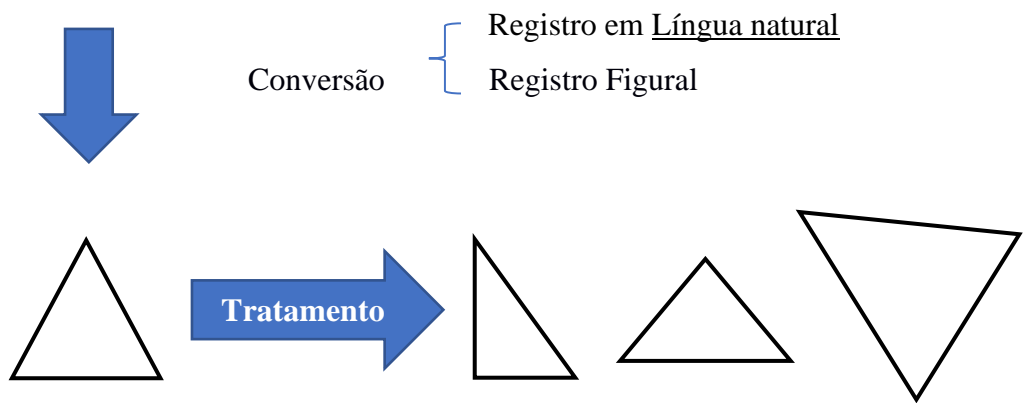 Registro em Língua natural
Conversão
Registro Figural
Tratamento